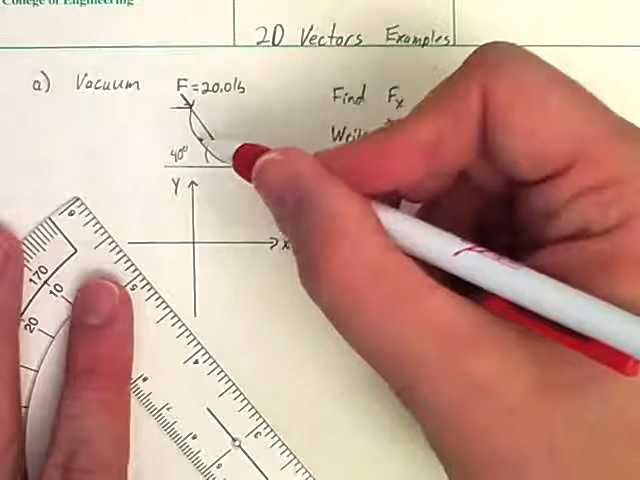 College of Engineering
2D Vectors Examples
a) Vacuum F=20.0lb
Find Fx
40°
Y
X
170
10
20